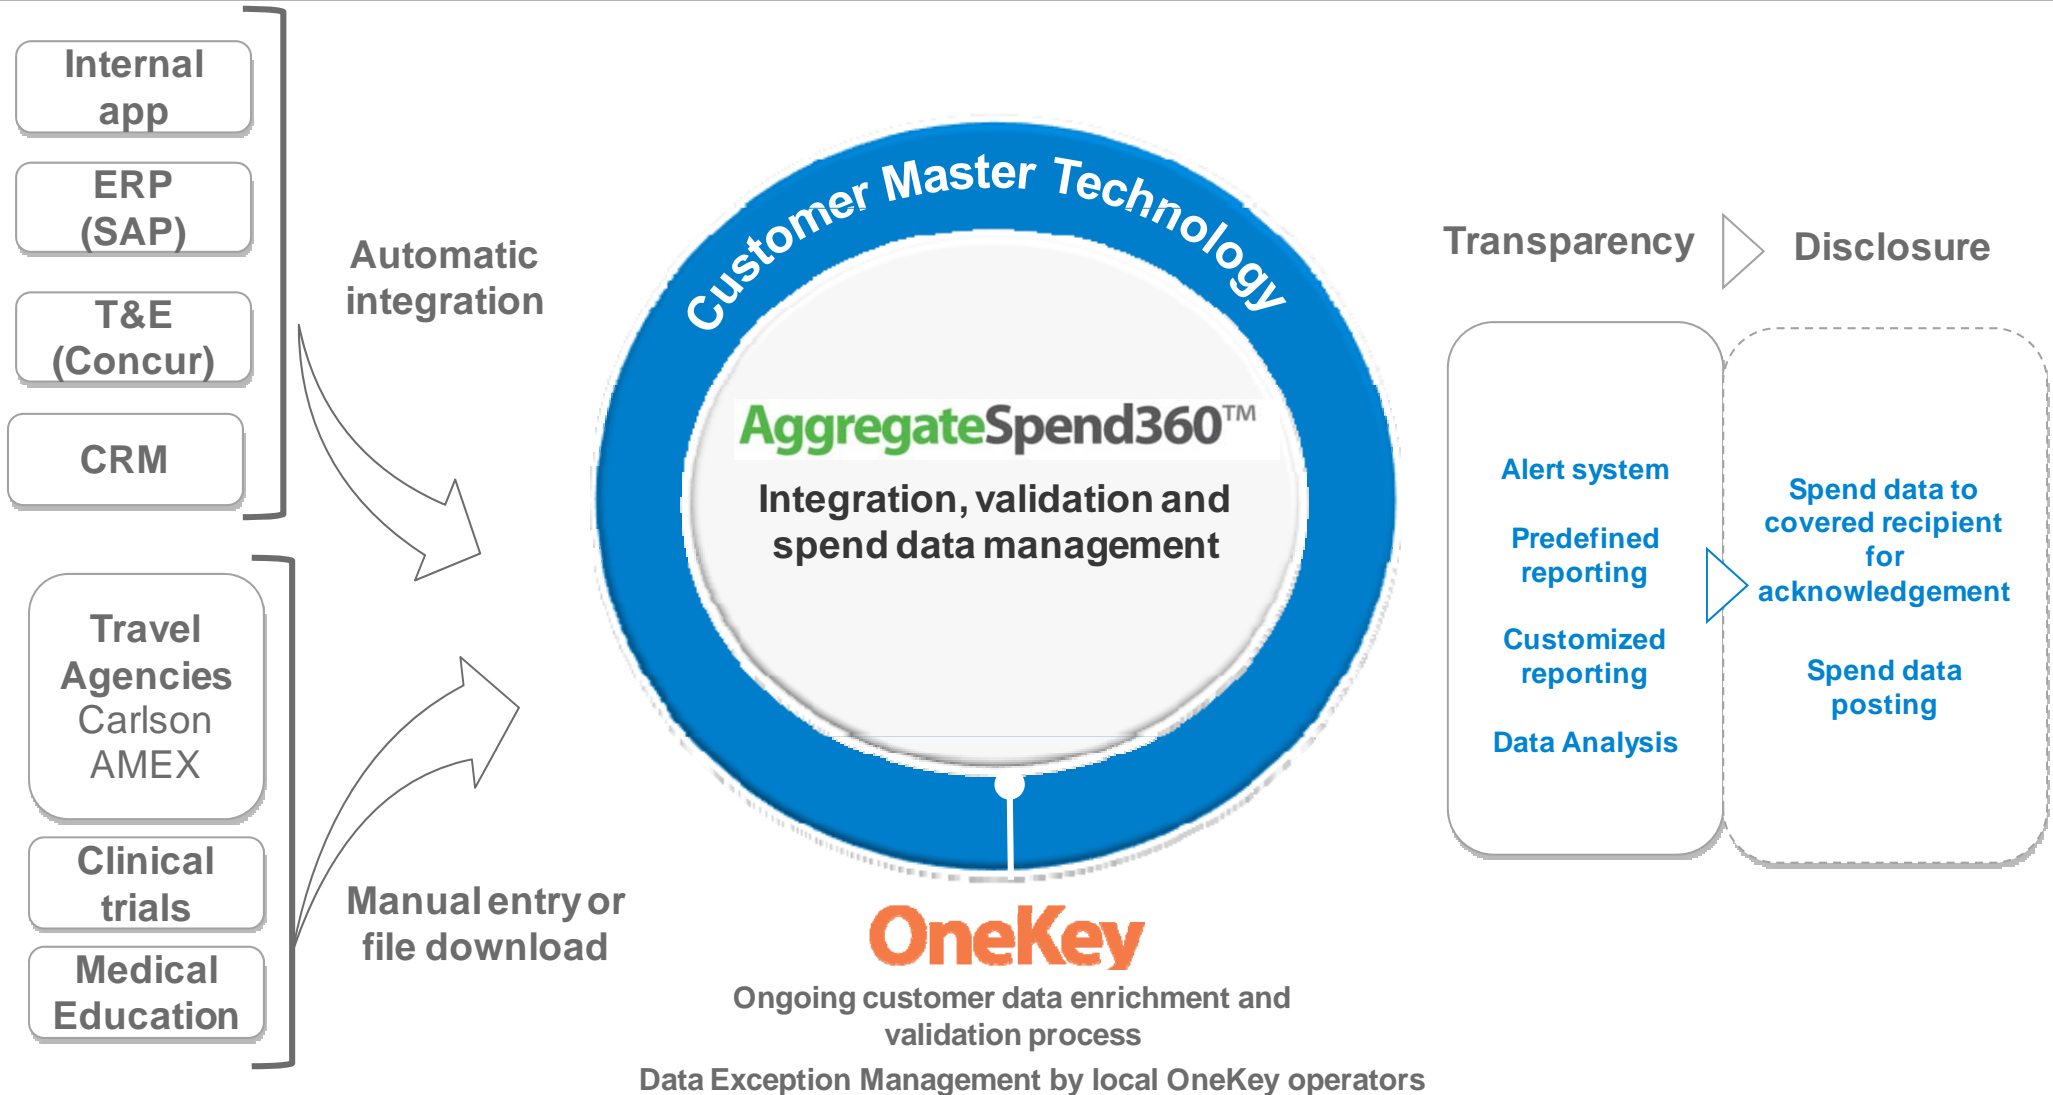 Internal
app
ERP
(SAP)
T&E
(Concur)
CRM
Automatic
integration
Travel
Agencies
Carlson
AMEX
Clinical
trials
Medical
Education
Manual entry or
file download
Customer Master Technology
AggregateSpend360™
Integration, validation and
spend data management
OneKey
Ongoing customer data enrichment and
validation process
Data Exception Management by local OneKey operators
Transparency
Disclosure
Alert system
Predefined
reporting
Customized
reporting
Data Analysis
Spend data to
covered recipient
for
acknowledgement
Spend data
posting